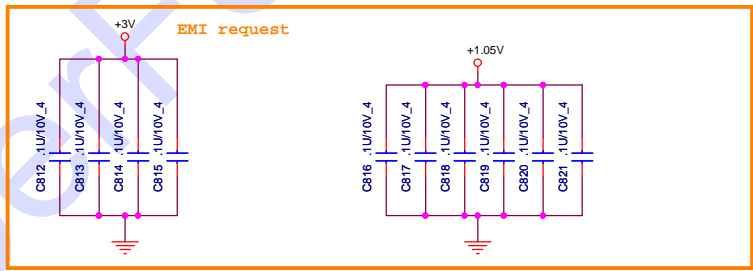 +3V
EMI request
+1.05V
C812 .1U/10V_4
C813 .1U/10V_4
C814 .1U/10V_4
C815 .1U/10V_4
C816 .1U/10V_4
C817 .1U/10V_4
C818 .1U/10V_4
C819 .1U/10V_4
C820 .1U/10V_4
C821 .1U/10V_4